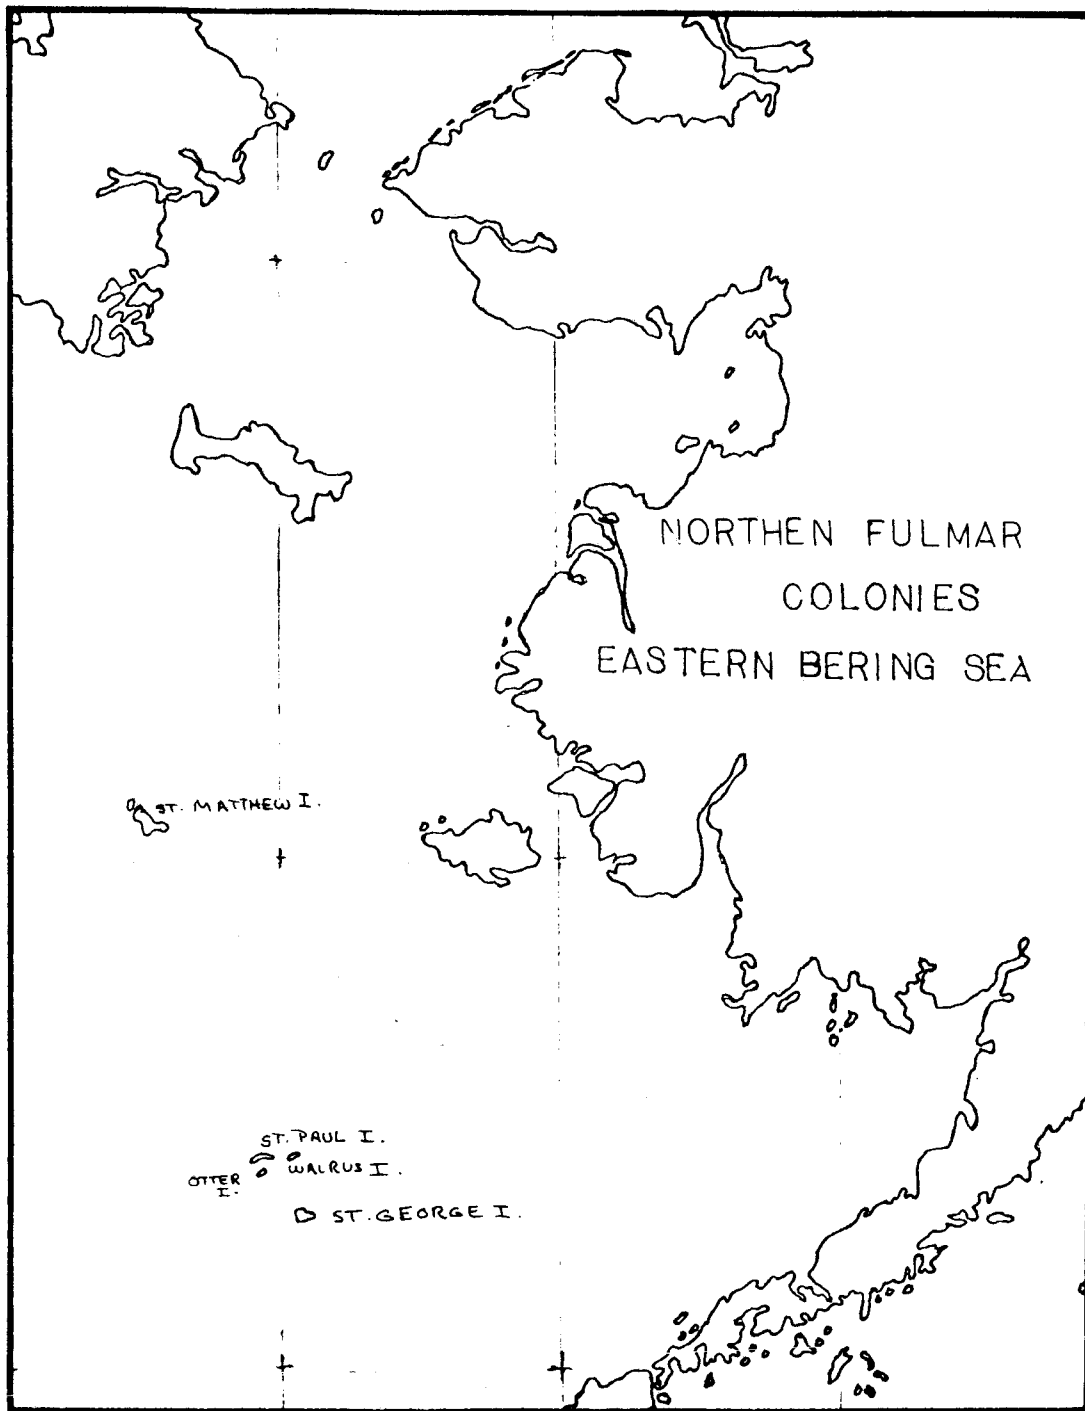 NORTHEN FULMAR
COLONIES
EASTERN BERING SEA
ST. MATTHEW I.
ST. PAUL I.
WALRUS I.
OTTER
I.
ST. GEORGE I.